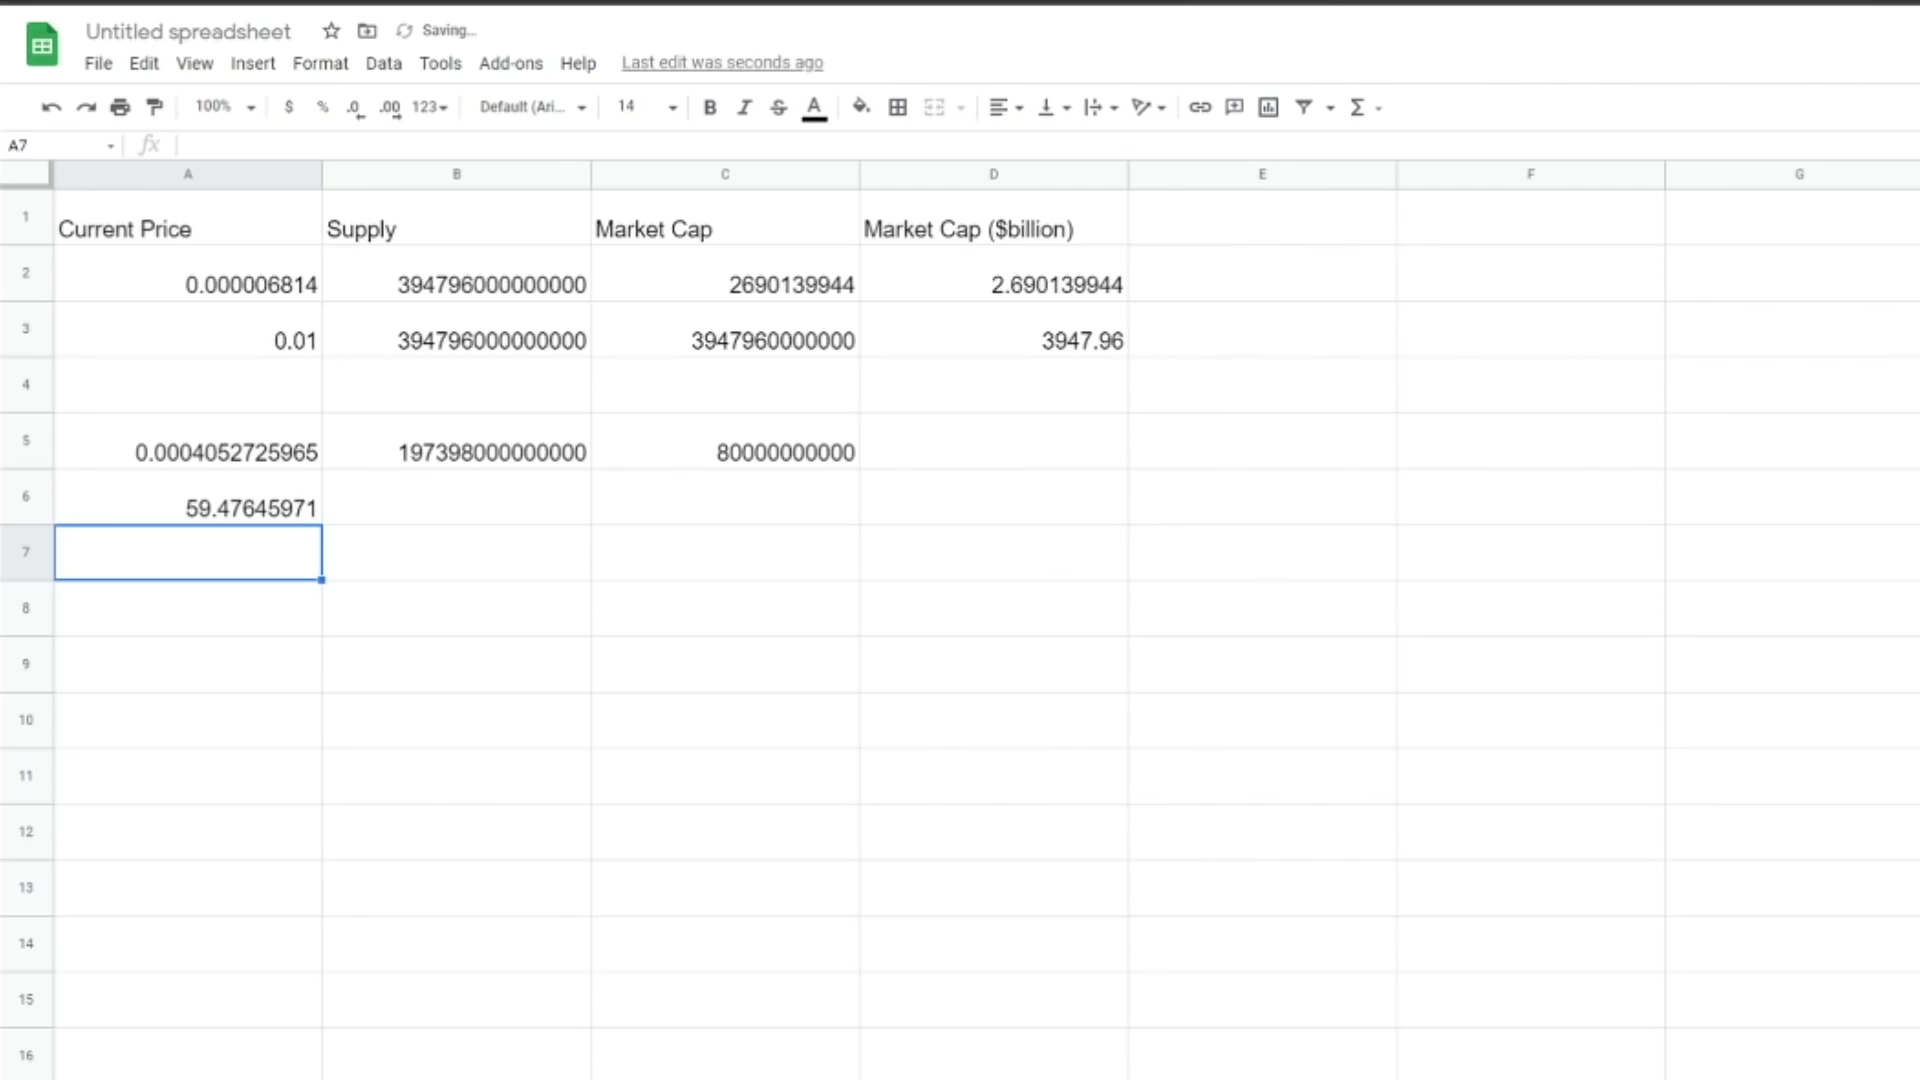 Untitled spreadsheet Saving...
File Edit View Insert Format Data Tools Add-ons Help Last edit was seconds ago
100% $ % .0 .00 123 Default (Ari... 14 B I S A Σ
A7 fx
A B C D E F G
1 Current Price Supply Market Cap Market Cap ($billion)
2 0.000006814 394796000000000 2690139944 2.690139944
3 0.01 394796000000000 3947960000000 3947.96
4
5 0.0004052725965 197398000000000 80000000000
6 59.47645971
7
8
9
10
11
12
13
14
15
16